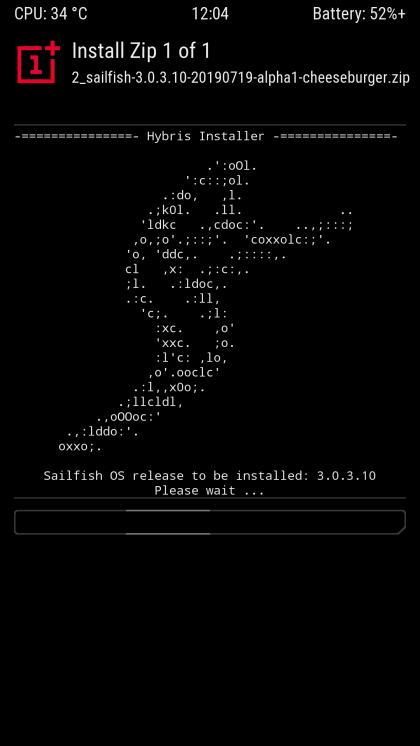 CPU: 34 °C 12:04 Battery: 52%+
Install Zip 1 of 1
2_sailfish-3.0.3.10-20190719-alpha1-cheeseburger.zip
-===============- Hybris Installer -===============-
.':oOl.
':c::;ol.
.:do, ,l.
.;kOl. .ll. ..
'ldkc .,cdoc:'. ..,;:::;
,o,;o'.;::;'. 'coxxolc:;'.
'o, 'ddc,. .;::::,.
cl ,x: .;:c:,.
;l. .:ldoc,.
.:c. .:ll,
'c;. .;l:
:xc. ,o'
'xxc. ;o.
:l'c: ,lo,
,o'.ooclc'
.:l,,xOo;.
.;llcldl,
.,oOOoc:'
.,:lddo:'.
oxxo;.
Sailfish OS release to be installed: 3.0.3.10
Please wait ...